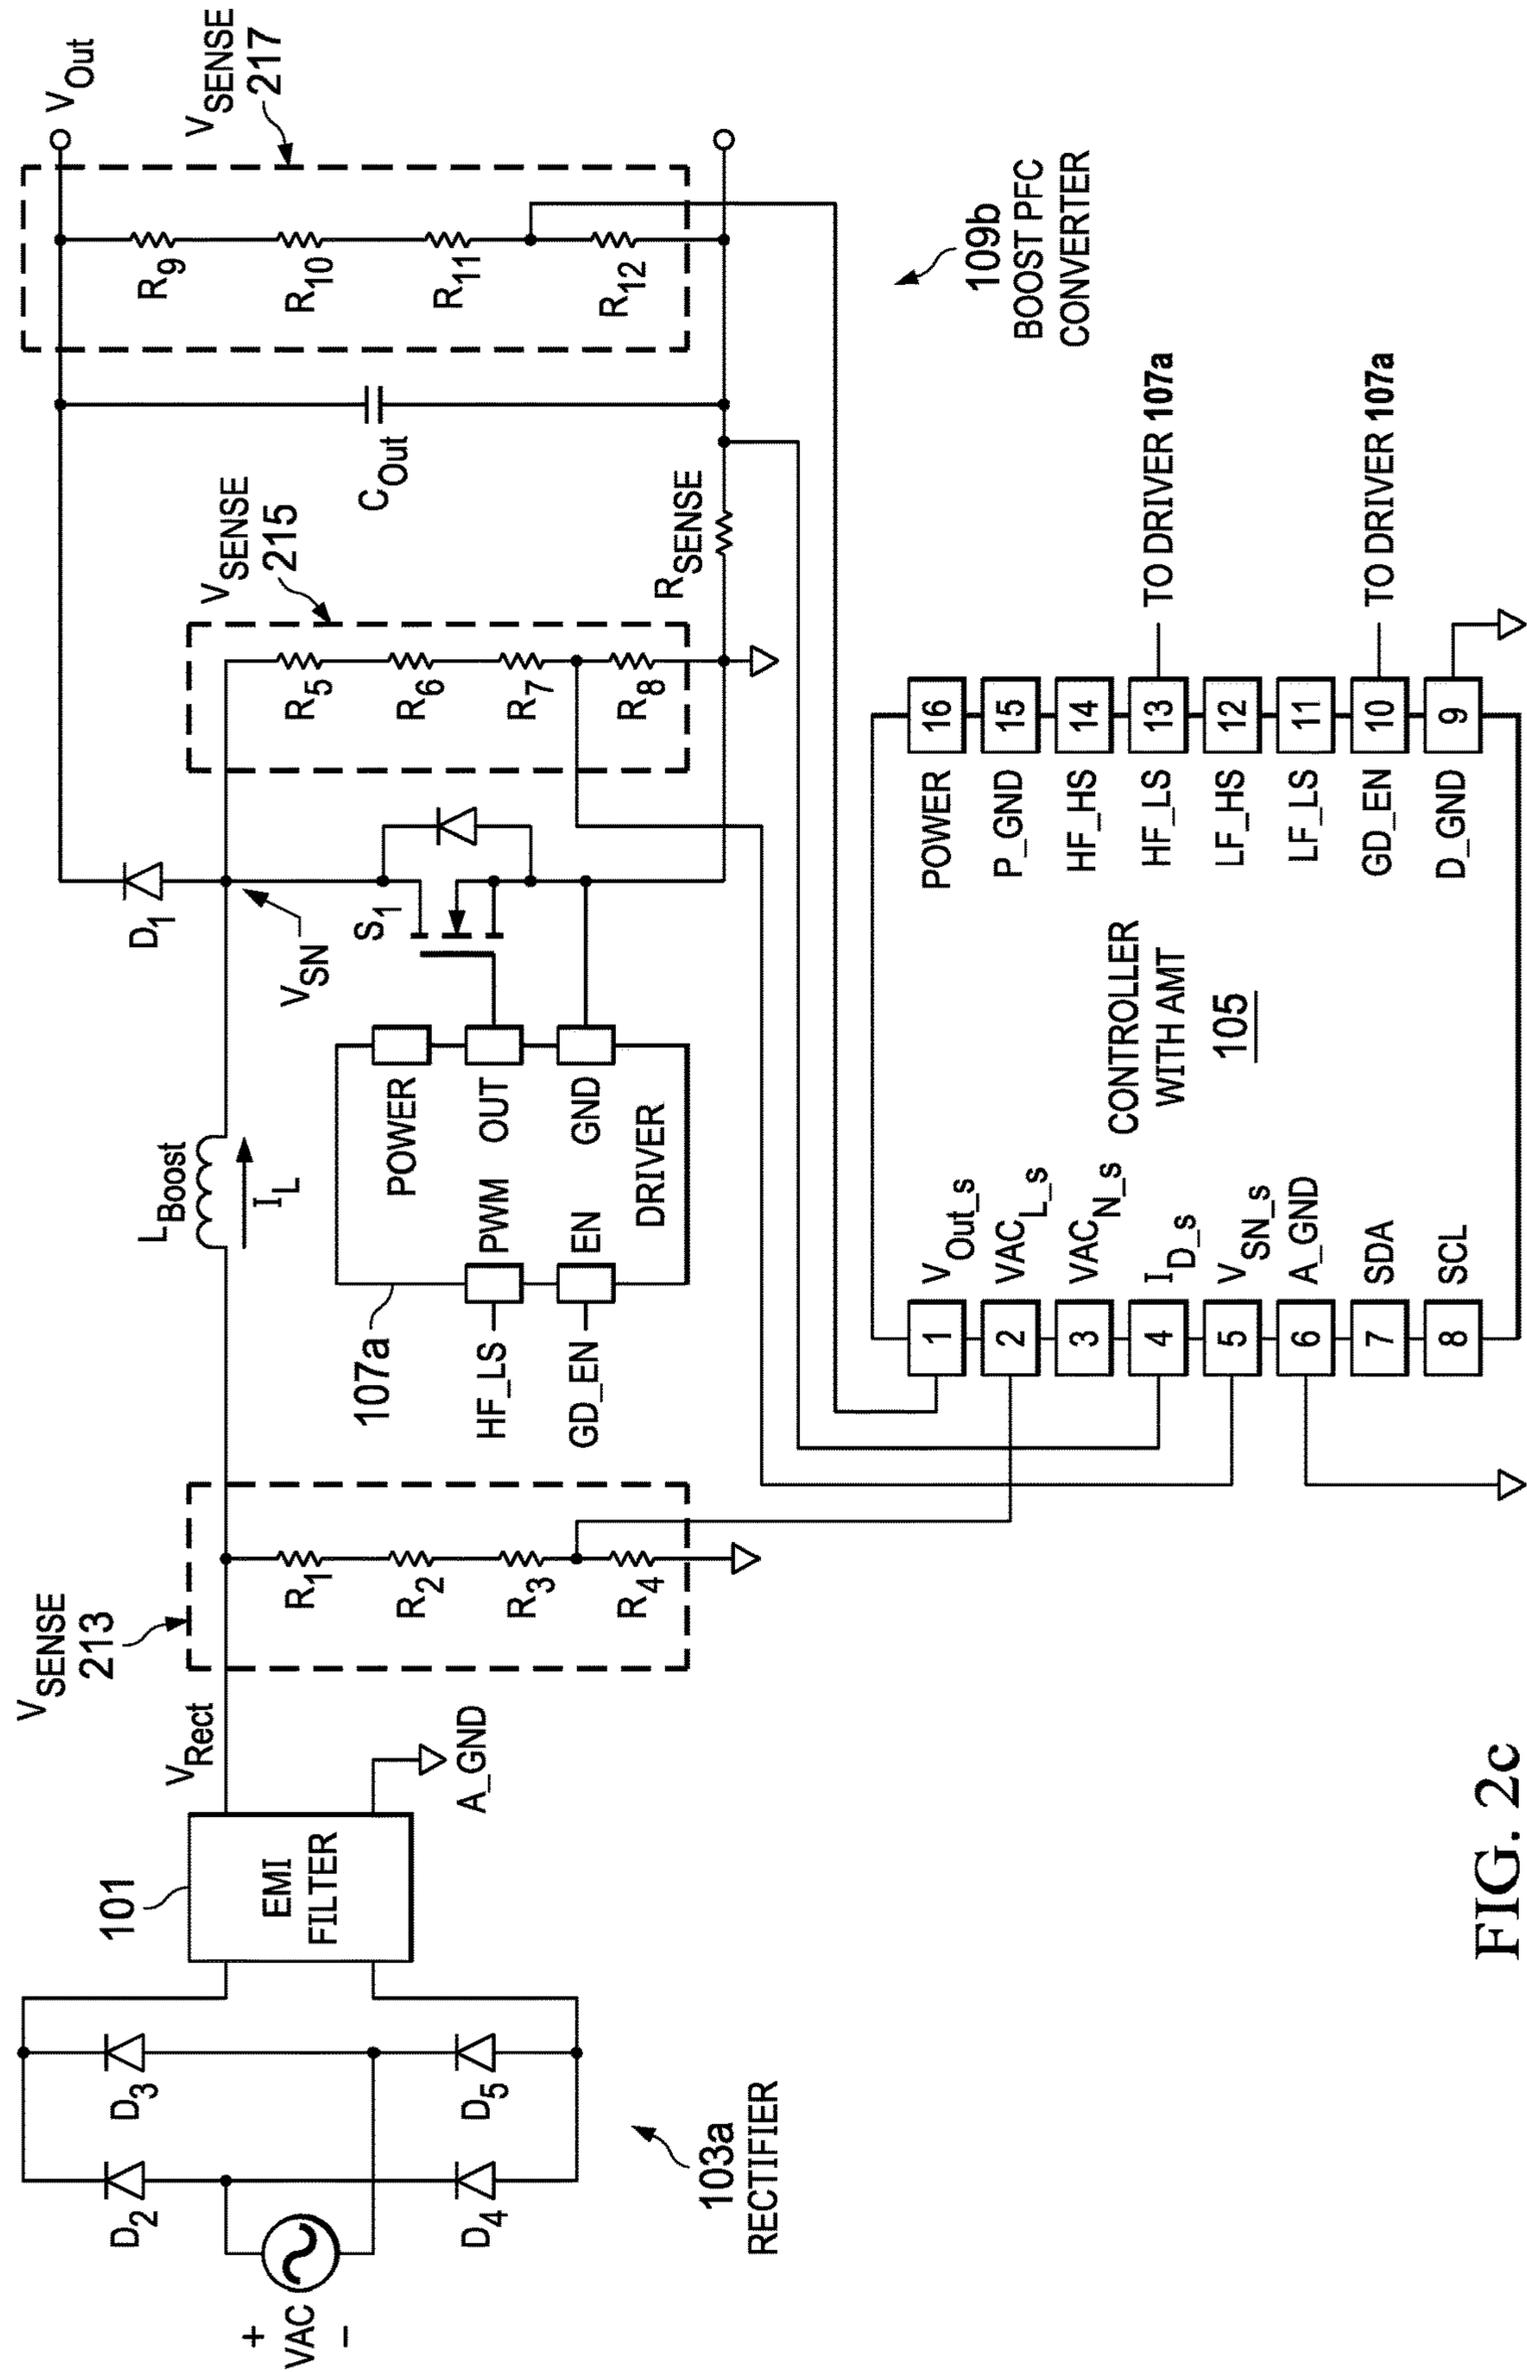 +
VAC
−
D2
D3
D4
D5
103a
RECTIFIER
101
EMI
FILTER
VRect
A_GND
VSENSE
213
R1
R2
R3
R4
LBoost
IL
107a
HF_LS
GD_EN
PWM
EN
POWER
OUT
GND
DRIVER
D1
VSN
S1
VSENSE
215
R5
R6
R7
R8
RSENSE
COut
VSENSE
217
R9
R10
R11
R12
VOut
109b
BOOST PFC
CONVERTER
CONTROLLER
WITH AMT
105
1 VOut_s
2 VACL_s
3 VACN_s
4 ID_s
5 VSN_s
6 A_GND
7 SDA
8 SCL
POWER 16
P_GND 15
HF_HS 14
HF_LS 13 TO DRIVER 107a
LF_HS 12
LF_LS 11
GD_EN 10 TO DRIVER 107a
D_GND 9
FIG. 2c